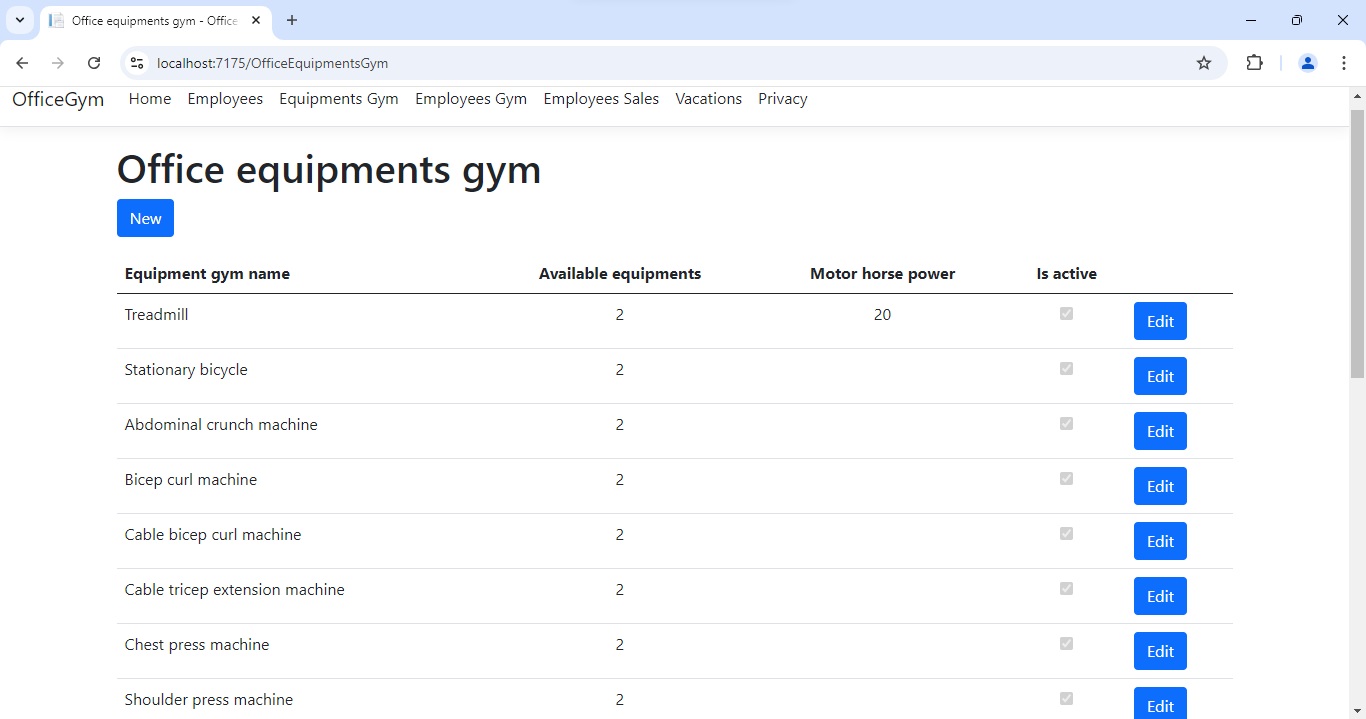 Office equipments gym - Office
localhost:7175/OfficeEquipmentsGym
OfficeGym Home Employees Equipments Gym Employees Gym Employees Sales Vacations Privacy
Office equipments gym
New
Equipment gym name Available equipments Motor horse power Is active
Treadmill 2 20 Edit
Stationary bicycle 2 Edit
Abdominal crunch machine 2 Edit
Bicep curl machine 2 Edit
Cable bicep curl machine 2 Edit
Cable tricep extension machine 2 Edit
Chest press machine 2 Edit
Shoulder press machine 2 Edit